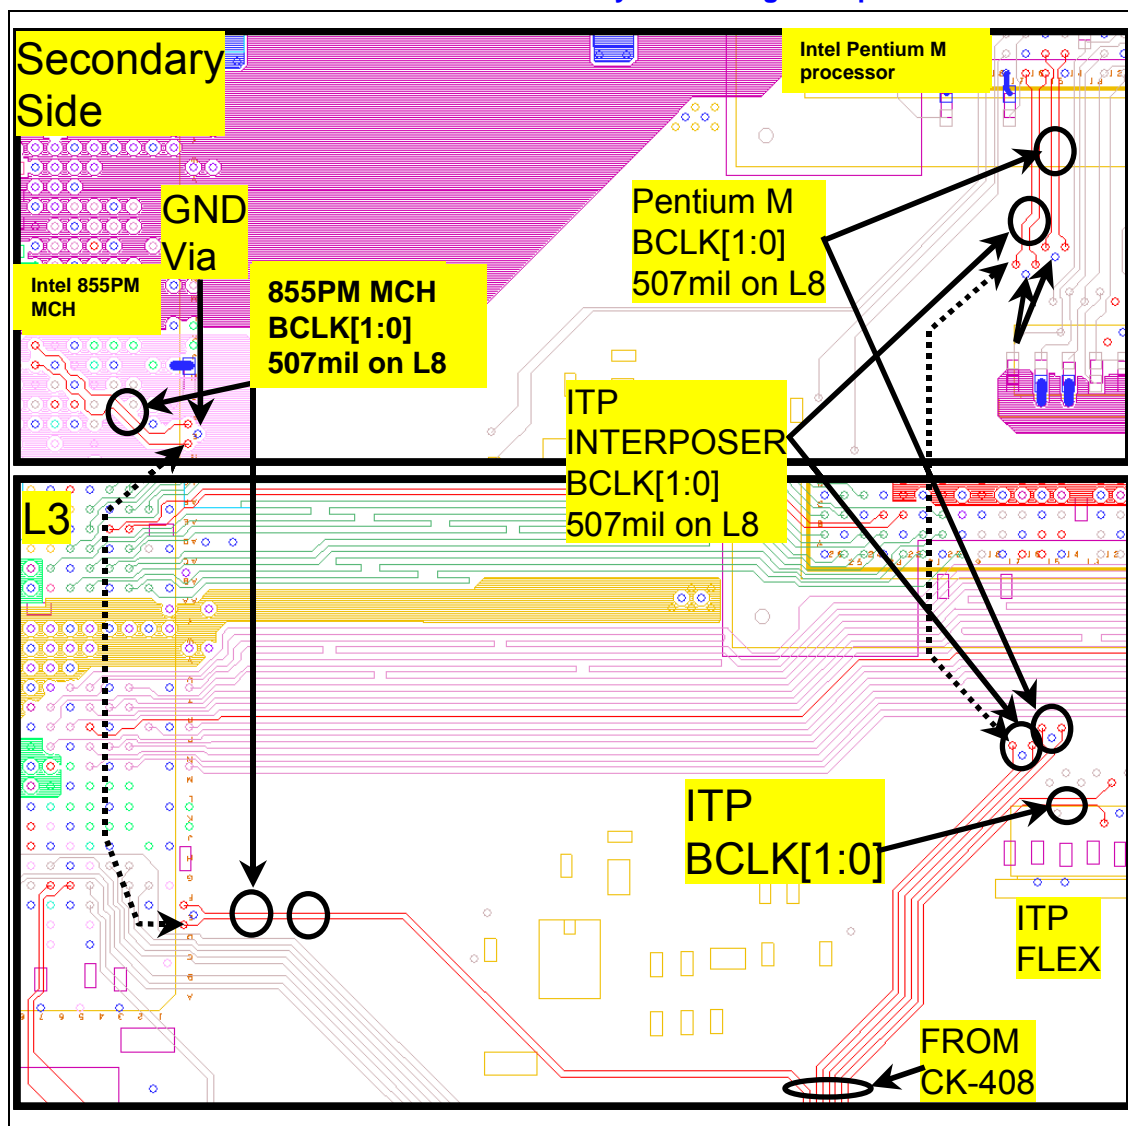 Secondary
Side
Intel Pentium M
processor
GND
Via
Pentium M
BCLK[1:0]
507mil on L8
Intel 855PM
MCH
855PM MCH
BCLK[1:0]
507mil on L8
ITP
INTERPOSER
BCLK[1:0]
507mil on L8
L3
ITP
BCLK[1:0]
ITP
FLEX
FROM
CK-408